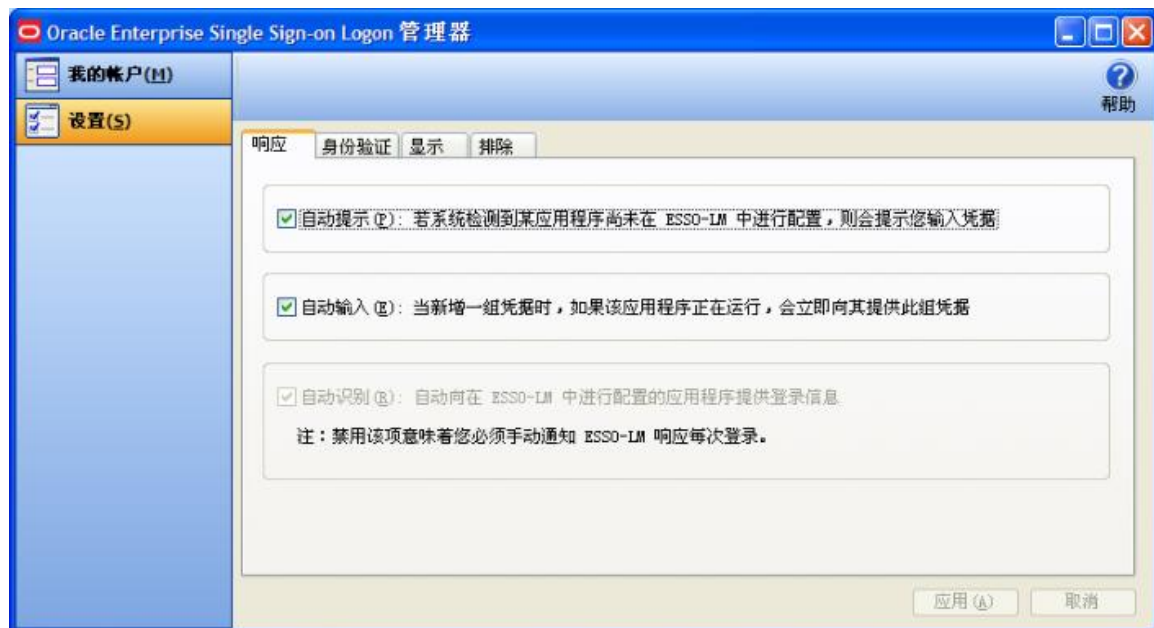 Oracle Enterprise Single Sign-on Logon 管理器
我的帐户(M)
设置(S)
帮助
响应 身份验证 显示 排除
自动提示(P)：若系统检测到某应用程序尚未在 ESSO-LM 中进行配置，则会提示您输入凭据
自动输入(E)：当新增一组凭据时，如果该应用程序正在运行，会立即向其提供此组凭据
自动识别(R)：自动向在 ESSO-LM 中进行配置的应用程序提供登录信息
注：禁用该项意味着您必须手动通知 ESSO-LM 响应每次登录。
应用(A) 取消